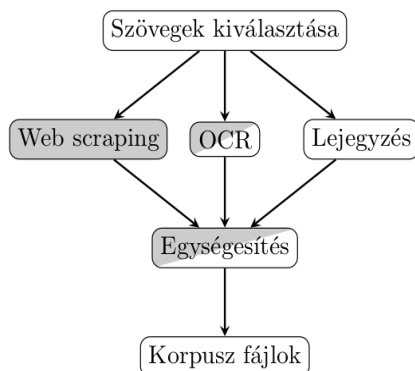 Szövegek kiválasztása
Web scraping
OCR
Lejegyzés
Egységesítés
Korpusz fájlok